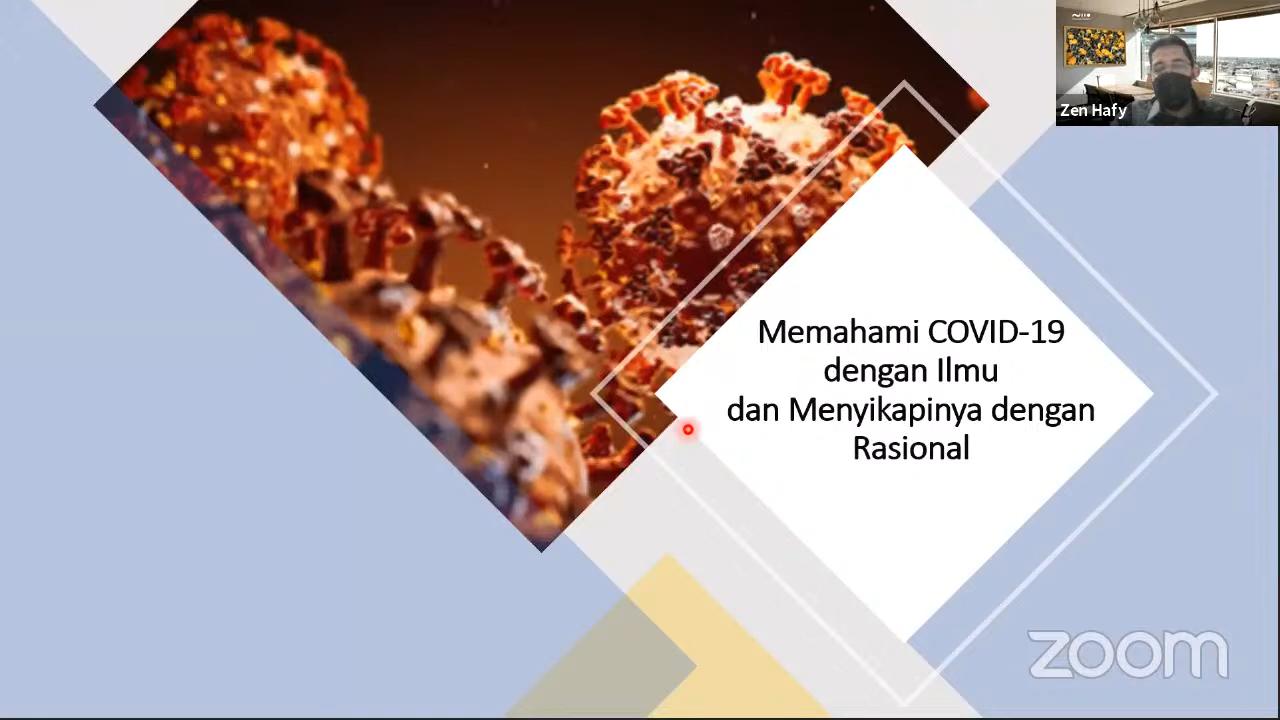 Zen Hafy
Memahami COVID-19
dengan Ilmu
dan Menyikapinya dengan
Rasional
zoom